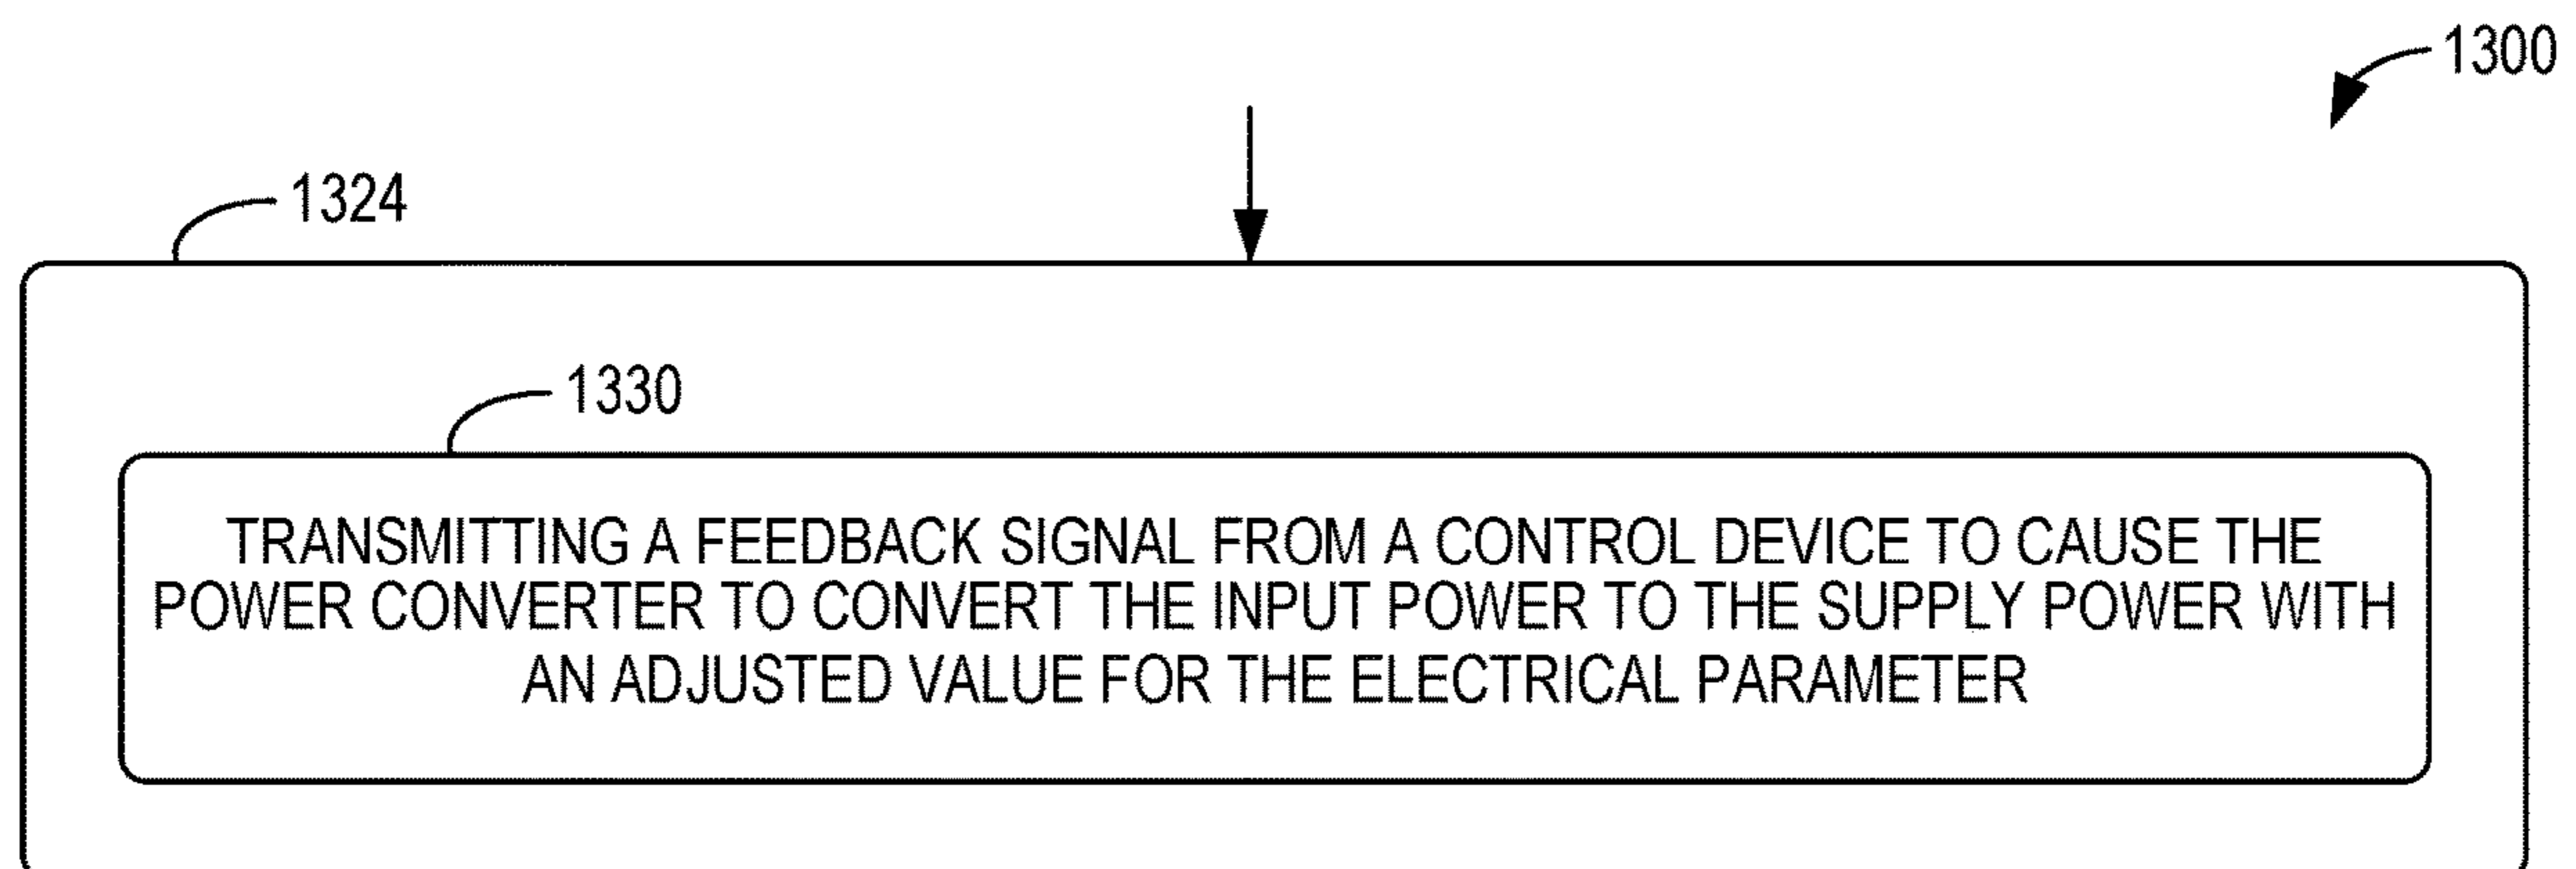 1300
1324
1330
TRANSMITTING A FEEDBACK SIGNAL FROM A CONTROL DEVICE TO CAUSE THE
POWER CONVERTER TO CONVERT THE INPUT POWER TO THE SUPPLY POWER WITH
AN ADJUSTED VALUE FOR THE ELECTRICAL PARAMETER